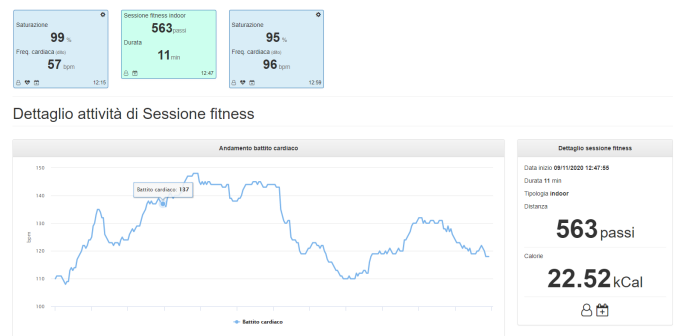 Saturazione
99 %
Freq. cardiaca (dito)
57 bpm
12:15
Sessione fitness indoor
563 passi
Durata
11 min
12:47
Saturazione
95 %
Freq. cardiaca (dito)
96 bpm
12:59
Dettaglio attività di Sessione fitness
Andamento battito cardiaco
150
140
130
120
110
100
bpm
Battito cardiaco: 137
Battito cardiaco
Dettaglio sessione fitness
Data inizio 09/11/2020 12:47:55
Durata 11 min
Tipologia indoor
Distanza
563 passi
Calorie
22.52 kCal